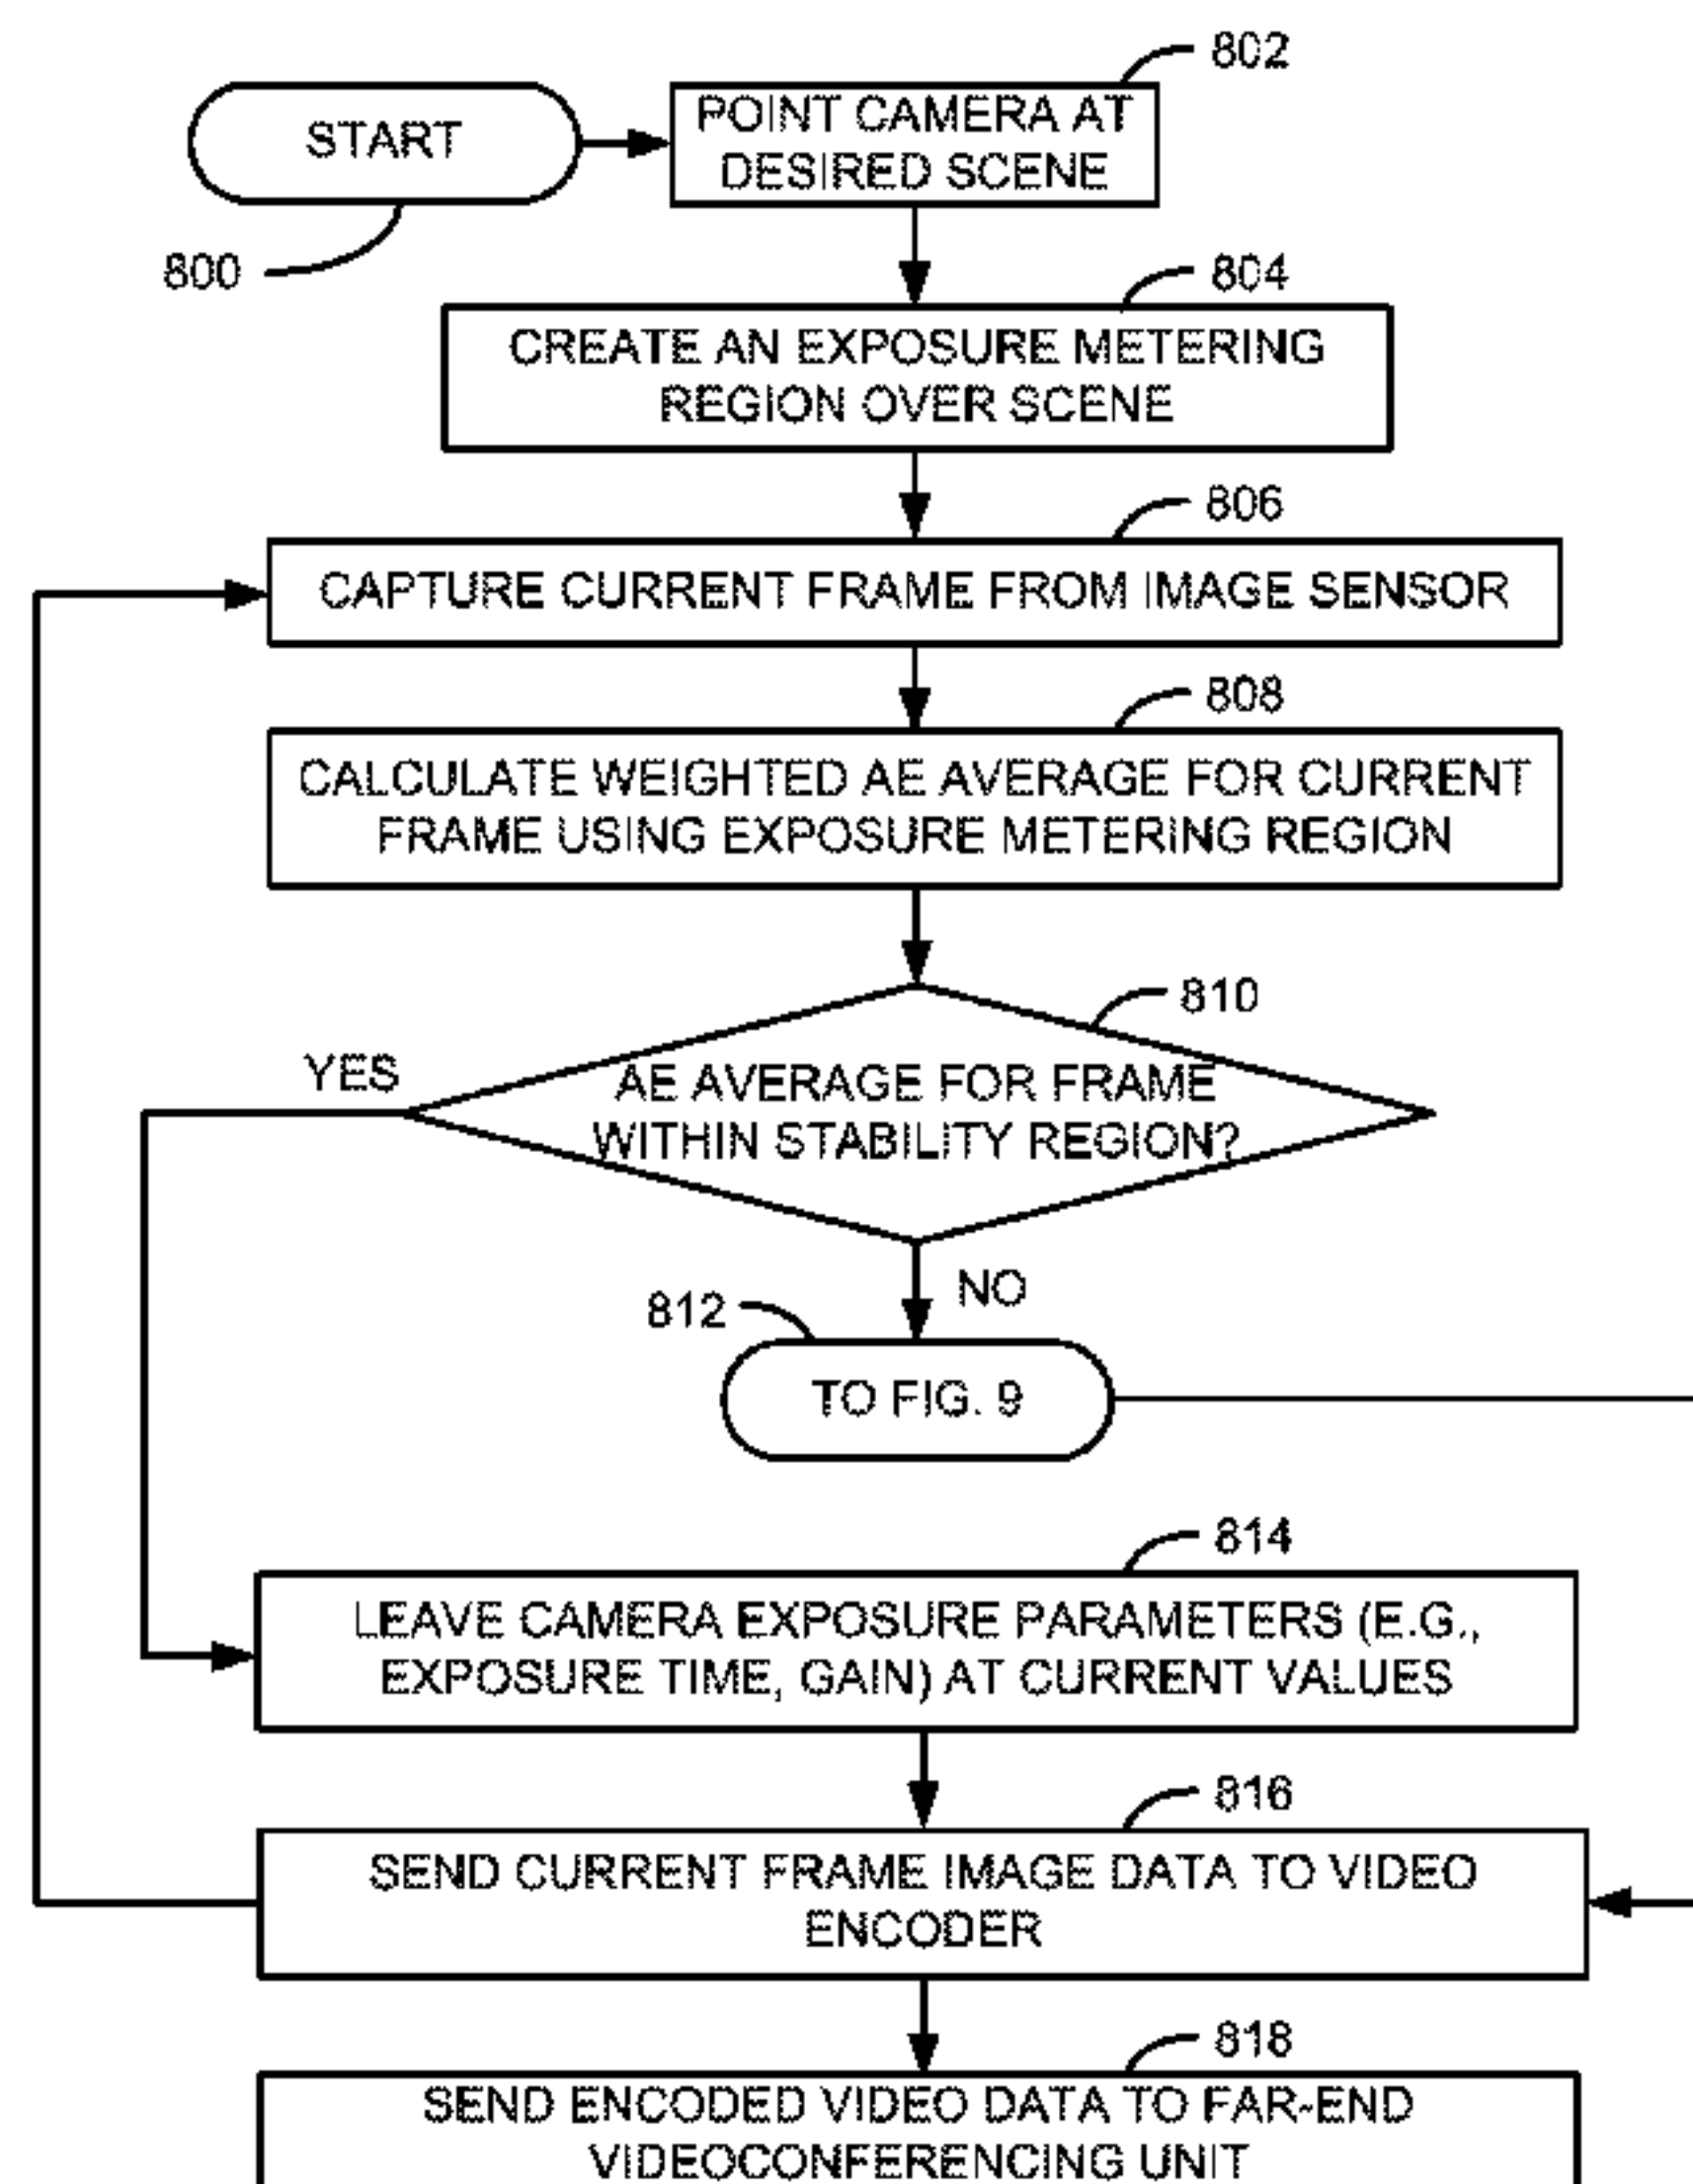 802
START
POINT CAMERA AT
DESIRED SCENE
800
804
CREATE AN EXPOSURE METERING
REGION OVER SCENE
806
CAPTURE CURRENT FRAME FROM IMAGE SENSOR
808
CALCULATE WEIGHTED AE AVERAGE FOR CURRENT
FRAME USING EXPOSURE METERING REGION
810
YES
AE AVERAGE FOR FRAME
WITHIN STABILITY REGION?
NO
812
TO FIG. 9
814
LEAVE CAMERA EXPOSURE PARAMETERS (E.G.,
EXPOSURE TIME, GAIN) AT CURRENT VALUES
816
SEND CURRENT FRAME IMAGE DATA TO VIDEO
ENCODER
818
SEND ENCODED VIDEO DATA TO FAR-END
VIDEOCONFERENCING UNIT